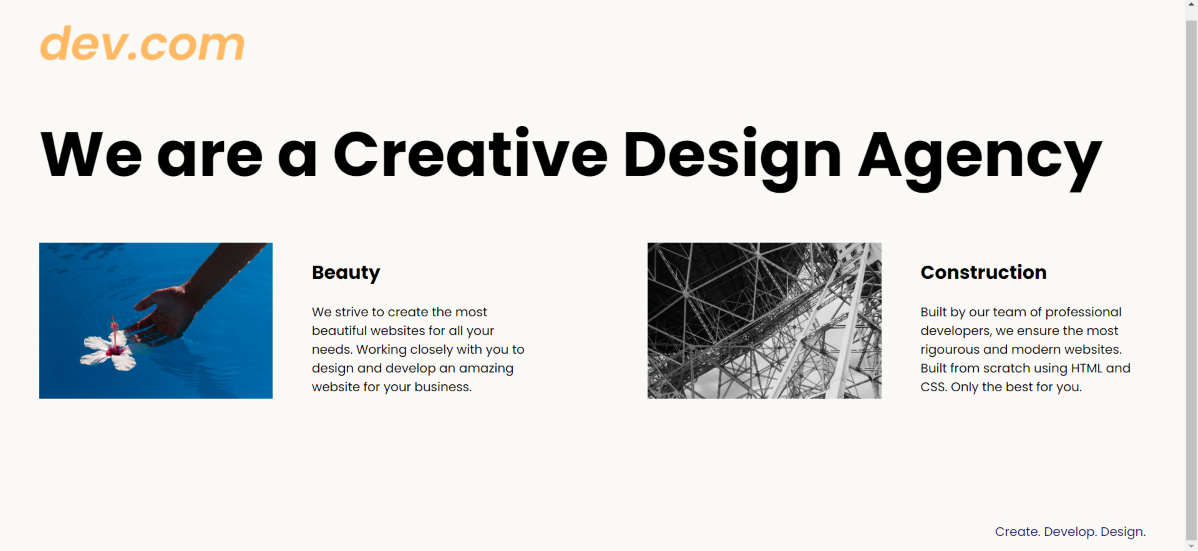 dev.com
We are a Creative Design Agency
Beauty
We strive to create the most
beautiful websites for all your
needs. Working closely with you to
design and develop an amazing
website for your business.
Construction
Built by our team of professional
developers, we ensure the most
rigourous and modern websites.
Built from scratch using HTML and
CSS. Only the best for you.
Create. Develop. Design.